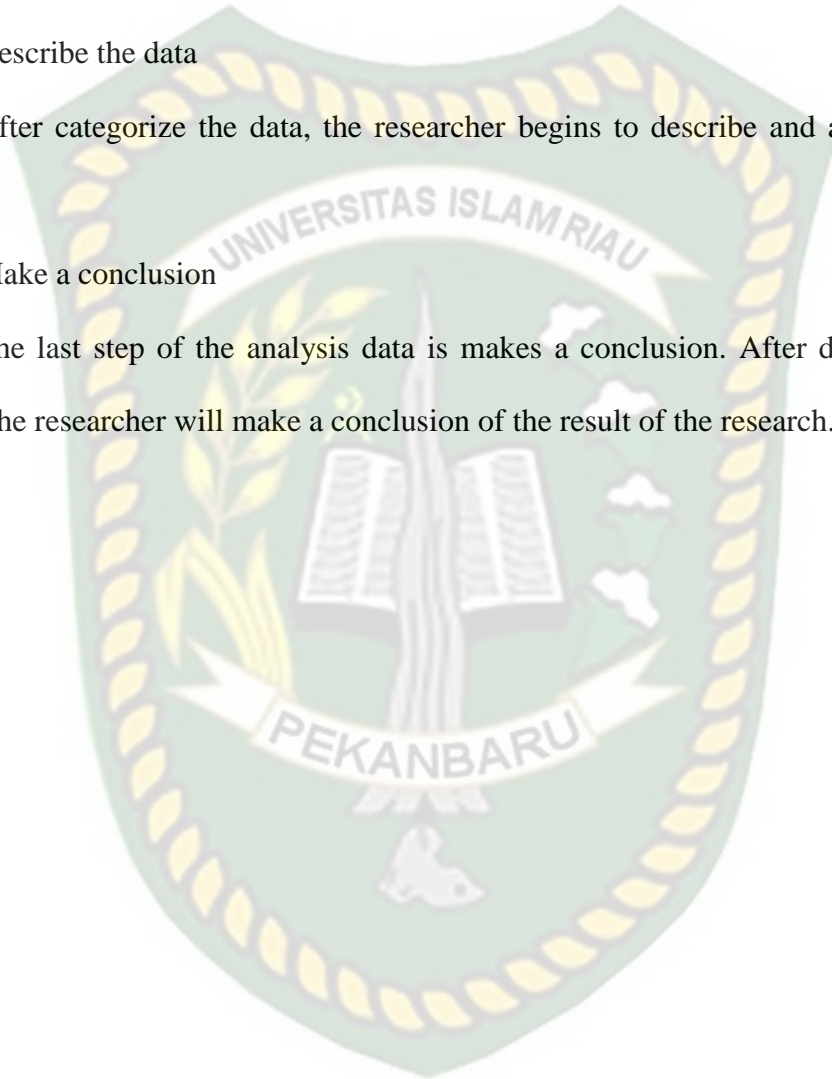 escribe the data
fter categorize the data, the researcher begins to describe and a
UNIVERSITAS ISLAM RIAU
ake a conclusion
he last step of the analysis data is makes a conclusion. After d
he researcher will make a conclusion of the result of the research.
PEKANBARU